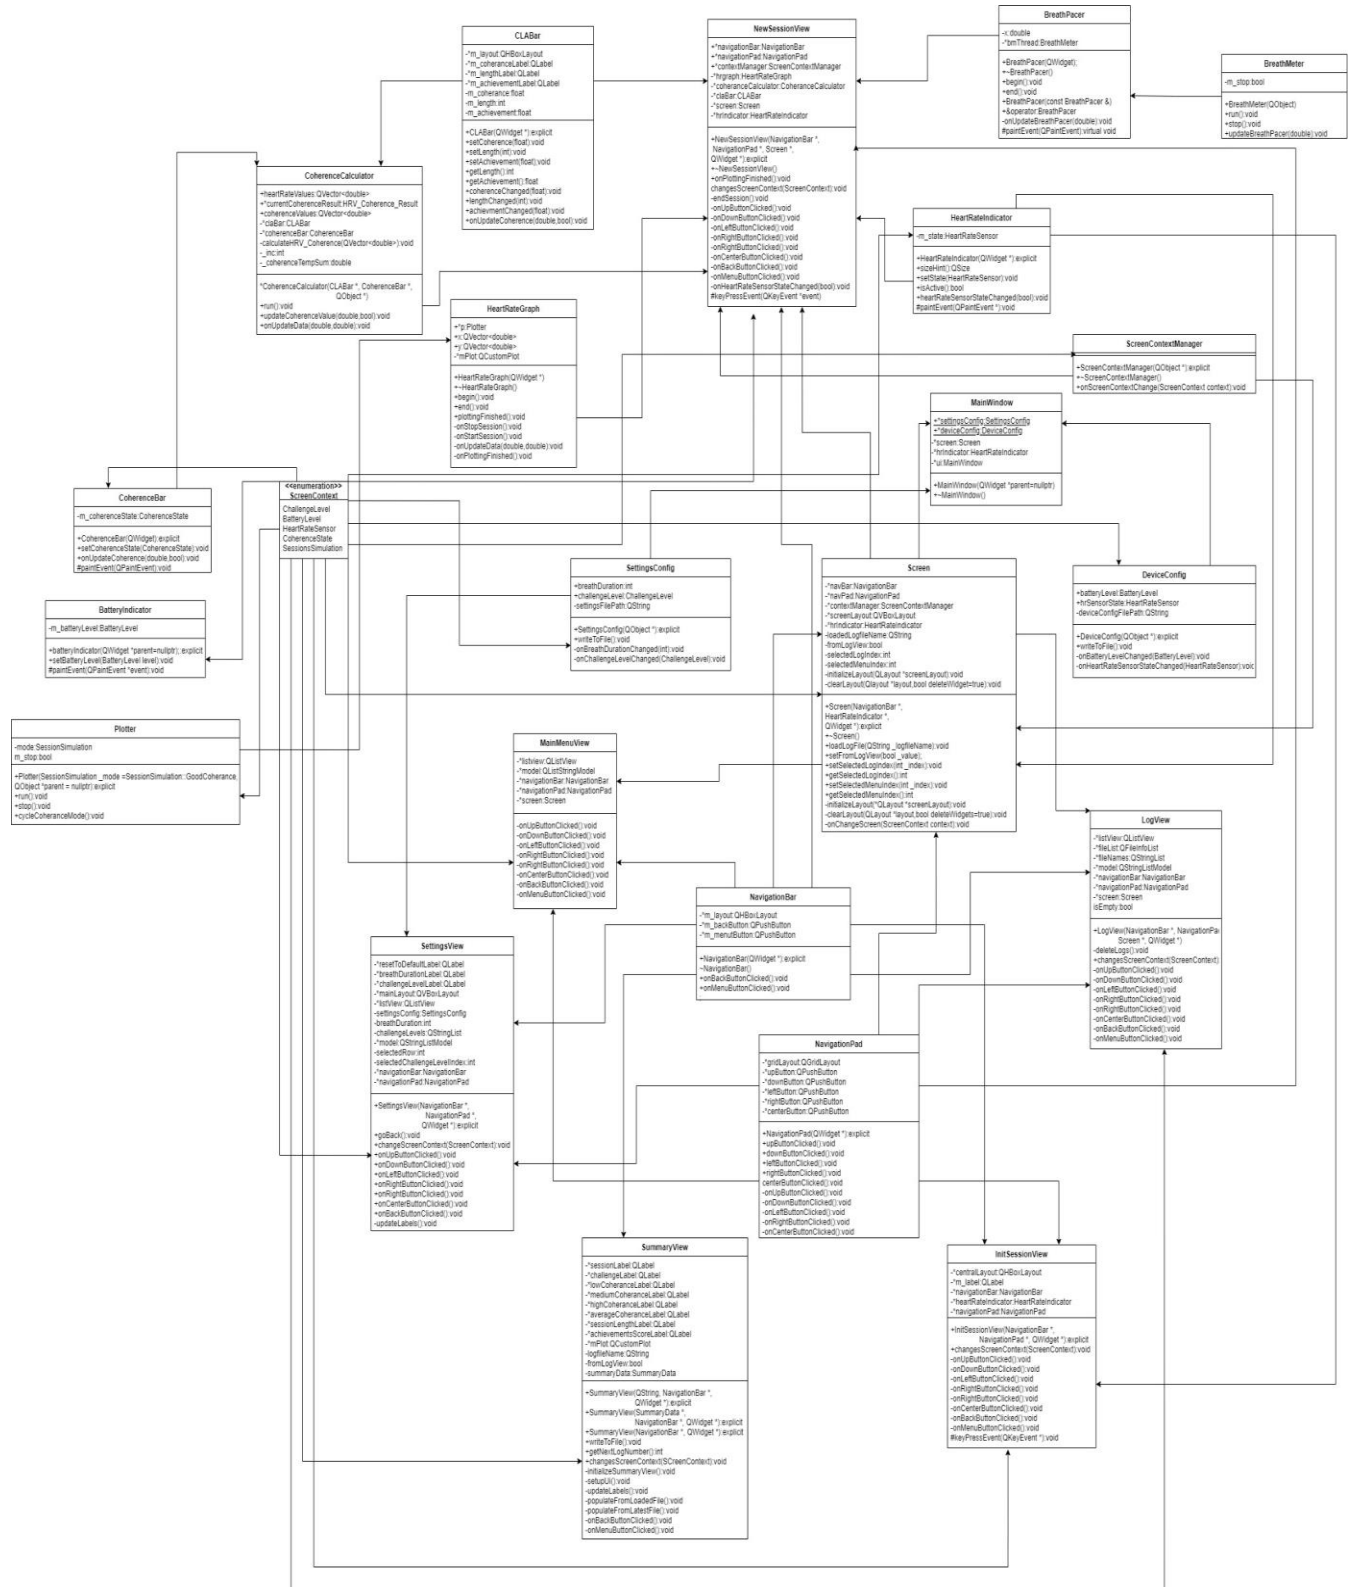 CLABar
-*m_layout:QHBoxLayout
-*m_coheranceLabel:QLabel
-*m_lengthLabel:QLabel
-*m_achievementLabel:QLabel
-m_coherance:float
-m_length:int
-m_achievement:float
+CLABar(QWidget *):explicit
+setCoherence(float):void
+setLength(int):void
+setAchievement(float):void
+getLength():int
+getAchievement():float
+coherenceChanged(float):void
+lengthChanged(int):void
+achievmentChanged(float):void
+onUpdateCoherence(double,bool):void
NewSessionView
+*navigationBar:NavigationBar
+*navigationPad:NavigationPad
+*contextManager:ScreenContextManager
-*hrgraph:HeartRateGraph
-*coheranceCalculator:CoheranceCalculator
-*claBar:CLABar
-*screen:Screen
-*hrIndicator:HeartRateIndicator
+NewSessionView(NavigationBar *,
NavigationPad *, Screen *,
QWidget *):explicit
+~NewSessionView()
+onPlottingFinished():void
changesScreenContext(ScreenContext):void
-endSession():void
-onUpButtonClicked():void
-onDownButtonClicked():void
-onLeftButtonClicked():void
-onRightButtonClicked():void
-onRightButtonClicked():void
-onCenterButtonClicked():void
-onBackButtonClicked():void
-onMenuButtonClicked():void
-onHeartRateSensorStateChanged(bool):void
#keyPressEvent(QKeyEvent *event)
BreathPacer
-x:double
-*bmThread:BreathMeter
+BreathPacer(QWidget);
+~BreathPacer()
+begin():void
+end():void
+BreathPacer(const BreathPacer &)
+&operator:BreathPacer
-onUpdateBreathPacer(double):void
#paintEvent(QPaintEvent):virtual void
BreathMeter
-m_stop:bool
+BreathMeter(QObject)
+run():void
+stop():void
+updateBreathPacer(double):void
CoherenceCalculator
+heartRateValues:QVector<double>
+*currentCoherenceResult:HRV_Coherence_Result
+coherenceValues:QVector<double>
-*claBar:CLABar
-*coherenceBar:CoherenceBar
-calculateHRV_Coherence(QVector<double>):void
-_inc:int
-_coherenceTempSum:double
*CoherenceCalculator(CLABar *, CoherenceBar *,
QObject *)
+run():void
+updateCoherenceValue(double,bool):void
+onUpdateData(double,double):void
HeartRateGraph
+*p:Plotter
+x:QVector<double>
+y:QVector<double>
-*mPlot:QCustomPlot
+HeartRateGraph(QWidget *)
+~HeartRateGraph()
+begin():void
+end():void
+plottingFinished():void
-onStopSession():void
-onStartSession():void
-onUpdateData(double,double):void
-onPlottingFinished():void
HeartRateIndicator
-m_state:HeartRateSensor
+HeartRateIndicator(QWidget *):explicit
+sizeHint():QSize
+setState(HeartRateSensor):void
+isActive():bool
+heartRateSensorStateChanged(bool):void
#paintEvent(QPaintEvent *):void
ScreenContextManager
+ScreenContextManager(QObject *):explicit
+~ScreenContextManager()
+onScreenContextChange(ScreenContext context):void
MainWindow
+*settingsConfig:SettingsConfig
+*deviceConfig:DeviceConfig
-*screen:Screen
-*hrIndicator:HeartRateIndicator
-*ui:MainWindow
+MainWindow(QWidget *parent=nullptr)
+~MainWindow()
CoherenceBar
-m_coherenceState:CoherenceState
+CoherenceBar(QWidget):explicit
+setCoherenceState(CoherenceState):void
+onUpdateCoherence(double,bool):void
#paintEvent(QPaintEvent):void
<<enumeration>>
ScreenContext
ChallengeLevel
BatteryLevel
HeartRateSensor
CoherenceState
SessionsSimulation
SettingsConfig
+breathDuration:int
+challengeLevel:ChallengeLevel
-settingsFilePath:QString
+SettingsConfig(QObject *):explicit
+writeToFile():void
-onBreathDurationChanged(int):void
-onChallengeLevelChanged(ChallengeLevel):void
Screen
-*navBar:NavigationBar
-*navPad:NavigationPad
-*contextManager:ScreenContextManager
-*screenLayout:QVBoxLayout
-*hrIndicator:HeartRateIndicator
-loadedLogfileName:QString
-fromLogView:bool
-selectedLogIndex:int
-selectedMenuIndex:int
-initializeLayout(QLayout *screenLayout):void
-clearLayout(Qlayout *layout,bool deleteWidget=true):void
+Screen(NavigationBar *,
HeartRateIndicator *,
QWidget *):explicit
+~Screen()
+loadLogFile(QString _logfileName):void
+setFromLogView(bool _value);
+setSelectedLogIndex(int _index):void
+getSelectedLogIndex():int
+setSelectedMenuIndex(int _index):void
+getSelectedMenuIndex():int
-initializeLayout(*QLayout *screenLayout):void
-clearLayout(QLayout *layout,bool deleteWidgets=true):void
-onChangeScreen(ScreenContext context):void
DeviceConfig
+batteryLevel:BatteryLevel
+hrSensorState:HeartRateSensor
-deviceConfigFilePath:QString
+DeviceConfig(QObject *):explicit
+writeToFile():void
-onBatteryLevelChanged(BatteryLevel):void
-onHeartRateSensorStateChanged(HeartRateSensor):voi
BatteryIndicator
-m_batteryLevel:BatteryLevel
+batteryIndicator(QWidget *parent=nullptr);:explicit
+setBatteryLevel(BatteryLevel level):void
#paintEvent(QPaintEvent *event):void
Plotter
-mode:SessionSimulation
m_stop:bool
+Plotter(SessionSimulation _mode =SessionSimulation::GoodCoherance,
QObject *parent = nullptr):explicit
+run():void
+stop():void
+cycleCoheranceMode():void
MainMenuView
-*listview:QListView
-*model:QListStringModel
-*navigationBar:NavigationBar
-*navigationPad:NavigationPad
-*screen:Screen
-onUpButtonClicked():void
-onDownButtonClicked():void
-onLeftButtonClicked():void
-onRightButtonClicked():void
-onRightButtonClicked():void
-onCenterButtonClicked():void
-onBackButtonClicked():void
-onMenuButtonClicked():void
LogView
-*listView:QListView
-*fileList:QFileInfoList
-*fileNames:QStringList
-*model:QStringListModel
-*navigationBar:NavigationBar
-*navigationPad:NavigationPad
-*screen:Screen
isEmpty:bool
+LogView(NavigationBar *, NavigationPa
Screen *, QWidget *)
-deleteLogs():void
+changesScreenContext(ScreenContext)
-onUpButtonClicked():void
-onDownButtonClicked():void
-onLeftButtonClicked():void
-onRightButtonClicked():void
-onRightButtonClicked():void
-onCenterButtonClicked():void
-onBackButtonClicked():void
-onMenuButtonClicked():void
NavigationBar
-*m_layout:QHBoxLayout
-*m_backButton:QPushButton
-*m_menutButton:QPushButton
+NavigationBar(QWidget *):explicit
~NavigationBar()
+onBackButtonClicked():void
+onMenuButtonClicked():void
SettingsView
-*resetToDefaultLabel:QLabel
-*breathDurationLabel:QLabel
-*challengeLevelLabel:QLabel
-*mainLayout:QVBoxLayout
-*listView:QListView
-settingsConfig:SettingsConfig
-breathDuration:int
-challengeLevels:QStringList
-*model:QStringListModel
-selectedRow:int
-selectedChallengeLevelIndex:int
-*navigationBar:NavigationBar
-*navigationPad:NavigationPad
+SettingsView(NavigationBar *,
NavigationPad *,
QWidget *):explicit
+goBack():void
+changeScreenContext(ScreenContext):void
+onUpButtonClicked():void
+onDownButtonClicked():void
+onLeftButtonClicked():void
+onRightButtonClicked():void
+onRightButtonClicked():void
+onCenterButtonClicked():void
+onBackButtonClicked():void
-updateLabels():void
NavigationPad
-*gridLayout:QGridLayout
-*upButton:QPushButton
-*downButton:QPushButton
-*leftButton:QPushButton
-*rightButton:QPushButton
-*centerButton:QPushButton
+NavigationPad(QWidget *):explicit
+upButtonClicked():void
+downButtonClicked():void
+leftButtonClicked():void
+rightButtonClicked():void
centerButtonClicked():void
-onUpButtonClicked():void
-onDownButtonClicked():void
-onLeftButtonClicked():void
-onRightButtonClicked():void
-onCenterButtonClicked():void
SummaryView
-*sessionLabel:QLabel
-*challengeLabel:QLabel
-*lowCoheranceLabel:QLabel
-*mediumCoheranceLabel:QLabel
-*highCoheranceLabel:QLabel
-*averageCoheranceLabel:QLabel
-*sessionLengthLabel:QLabel
-*achievementsScoreLabel:QLabel
-*mPlot:QCustomPlot
-logfileName:QString
-fromLogView:bool
-summaryData:SummaryData
+SummaryView(QString, NavigationBar *,
QWidget *):explicit
+SummaryView(SummaryData *,
NavigationBar *, QWidget *):explicit
+SummaryView(NavigationBar *, QWidget *):explicit
+writeToFile():void
+getNextLogNumber():int
+changesScreenContext(SCreenContext):void
-initializeSummaryView():void
-setupUI():void
-updateLabels():void
-populateFromLoadedFile():void
-populateFromLatestFile():void
-onBackButtonClicked():void
-onMenuButtonClicked():void
InitSessionView
-*centralLayout:QHBoxLayout
-*m_label:QLabel
-*navigationBar:NavigationBar
-*heartRateIndicator:HeartRateIndicator
-*navigationPad:NavigationPad
+InitSessionView(NavigationBar *,
NavigationPad *, QWidget *):explicit
+changesScreenContext(ScreenContext):void
-onUpButtonClicked():void
-onDownButtonClicked():void
-onLeftButtonClicked():void
-onRightButtonClicked():void
-onRightButtonClicked():void
-onCenterButtonClicked():void
-onBackButtonClicked():void
-onMenuButtonClicked():void
#keyPressEvent(QKeyEvent *):void